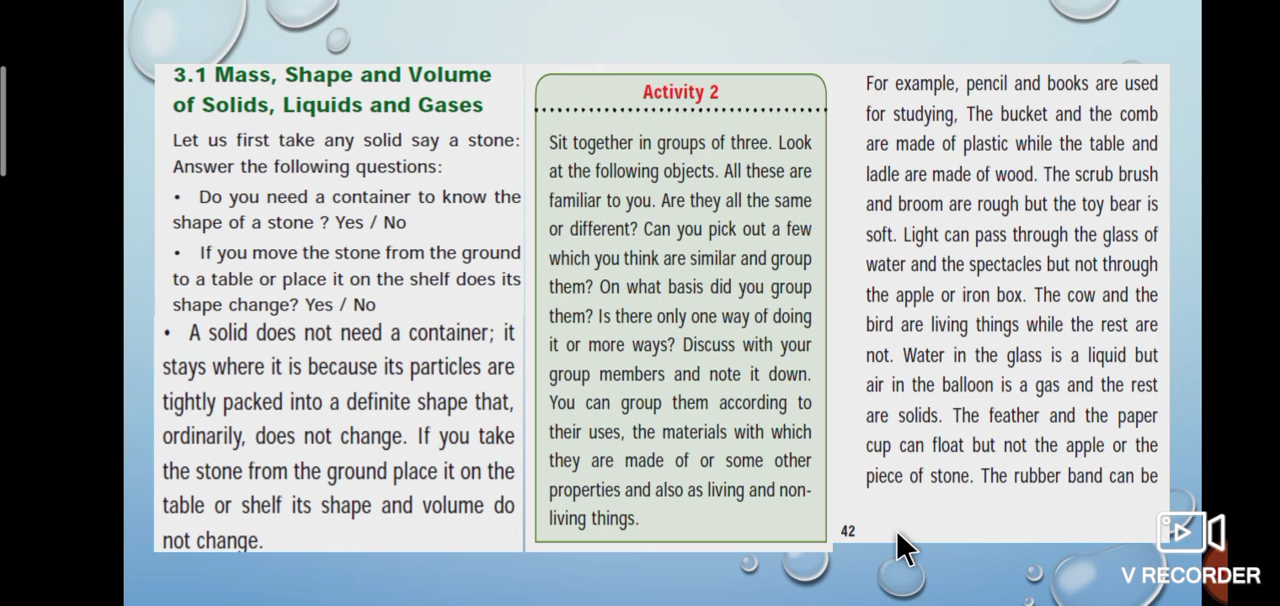 3.1 Mass, Shape and Volume
of Solids, Liquids and Gases
Let us first take any solid say a stone:
Answer the following questions:
• Do you need a container to know the
shape of a stone ? Yes / No
• If you move the stone from the ground
to a table or place it on the shelf does its
shape change? Yes / No
• A solid does not need a container; it
stays where it is because its particles are
tightly packed into a definite shape that,
ordinarily, does not change. If you take
the stone from the ground place it on the
table or shelf its shape and volume do
not change.
Activity 2
Sit together in groups of three. Look
at the following objects. All these are
familiar to you. Are they all the same
or different? Can you pick out a few
which you think are similar and group
them? On what basis did you group
them? Is there only one way of doing
it or more ways? Discuss with your
group members and note it down.
You can group them according to
their uses, the materials with which
they are made of or some other
properties and also as living and non-
living things.
For example, pencil and books are used
for studying, The bucket and the comb
are made of plastic while the table and
ladle are made of wood. The scrub brush
and broom are rough but the toy bear is
soft. Light can pass through the glass of
water and the spectacles but not through
the apple or iron box. The cow and the
bird are living things while the rest are
not. Water in the glass is a liquid but
air in the balloon is a gas and the rest
are solids. The feather and the paper
cup can float but not the apple or the
piece of stone. The rubber band can be
42
V RECORDER